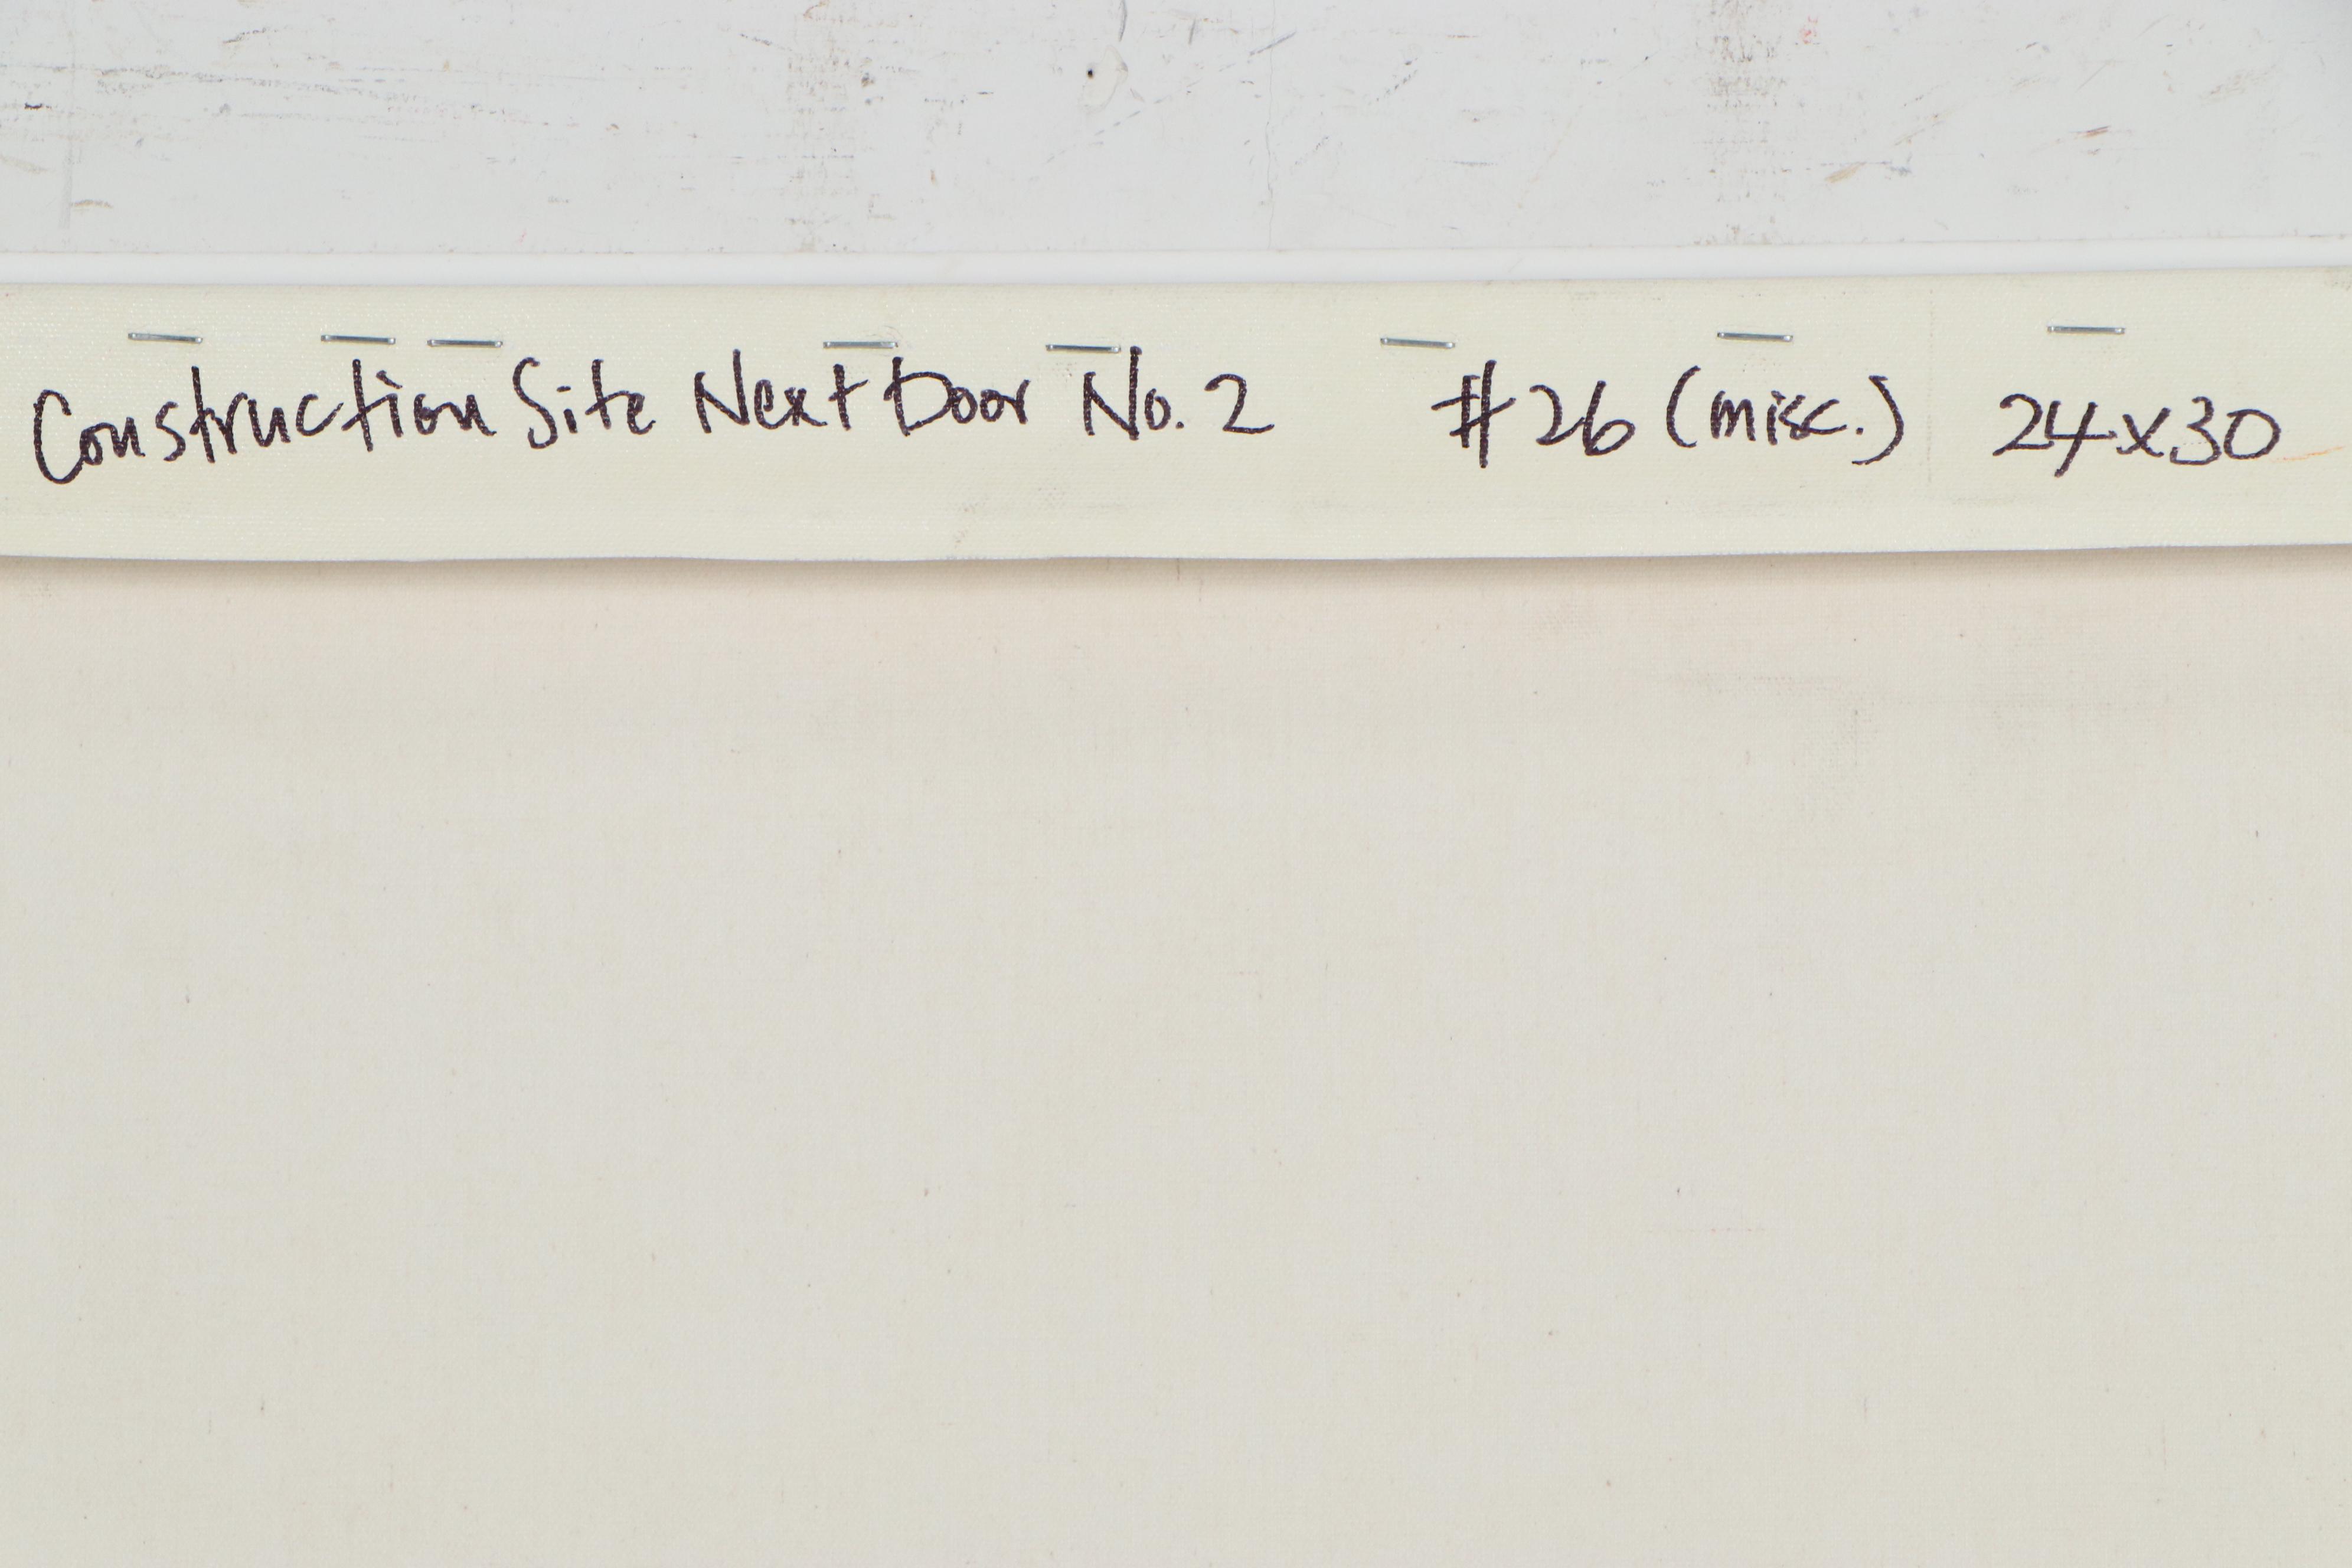 Construction Site Next Door No. 2 #26 (misc.) 24x30